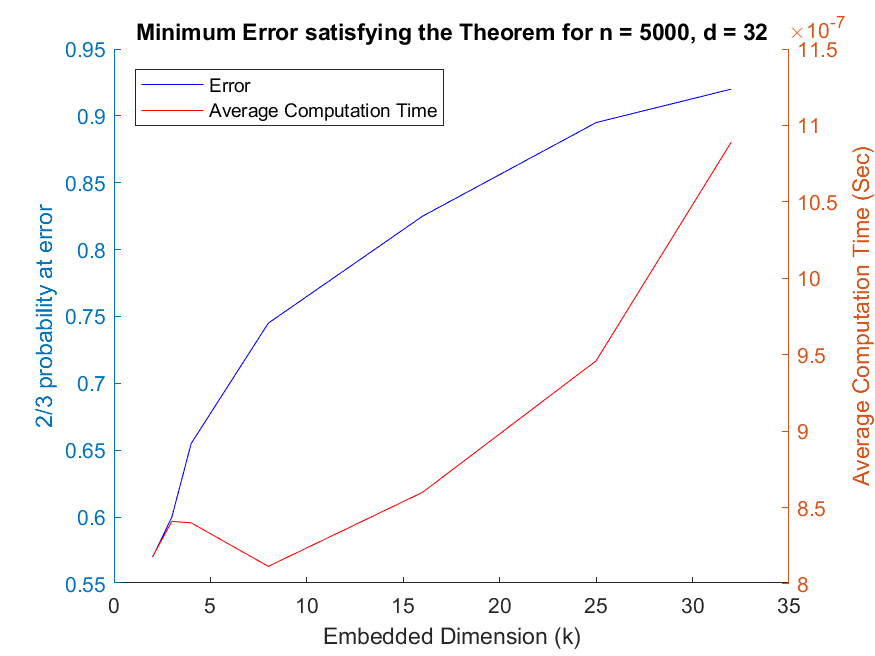 Minimum Error satisfying the Theorem for n = 5000, d = 32
×10⁻⁷
Error
Average Computation Time
2/3 probability at error
0.95
0.9
0.85
0.8
0.75
0.7
0.65
0.6
0.55
11.5
11
10.5
10
9.5
9
8.5
8
Average Computation Time (Sec)
0 5 10 15 20 25 30 35
Embedded Dimension (k)